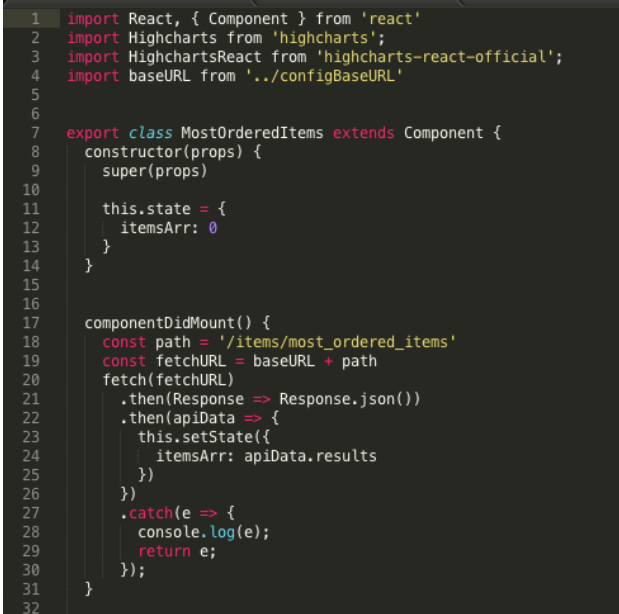 1 import React, { Component } from 'react'
2 import Highcharts from 'highcharts';
3 import HighchartsReact from 'highcharts-react-official';
4 import baseURL from '../configBaseURL'
5
6
7 export class MostOrderedItems extends Component {
8 constructor(props) {
9 super(props)
10
11 this.state = {
12 itemsArr: 0
13 }
14 }
15
16
17 componentDidMount() {
18 const path = '/items/most_ordered_items'
19 const fetchURL = baseURL + path
20 fetch(fetchURL)
21 .then(Response => Response.json())
22 .then(apiData => {
23 this.setState({
24 itemsArr: apiData.results
25 })
26 })
27 .catch(e => {
28 console.log(e);
29 return e;
30 });
31 }
32